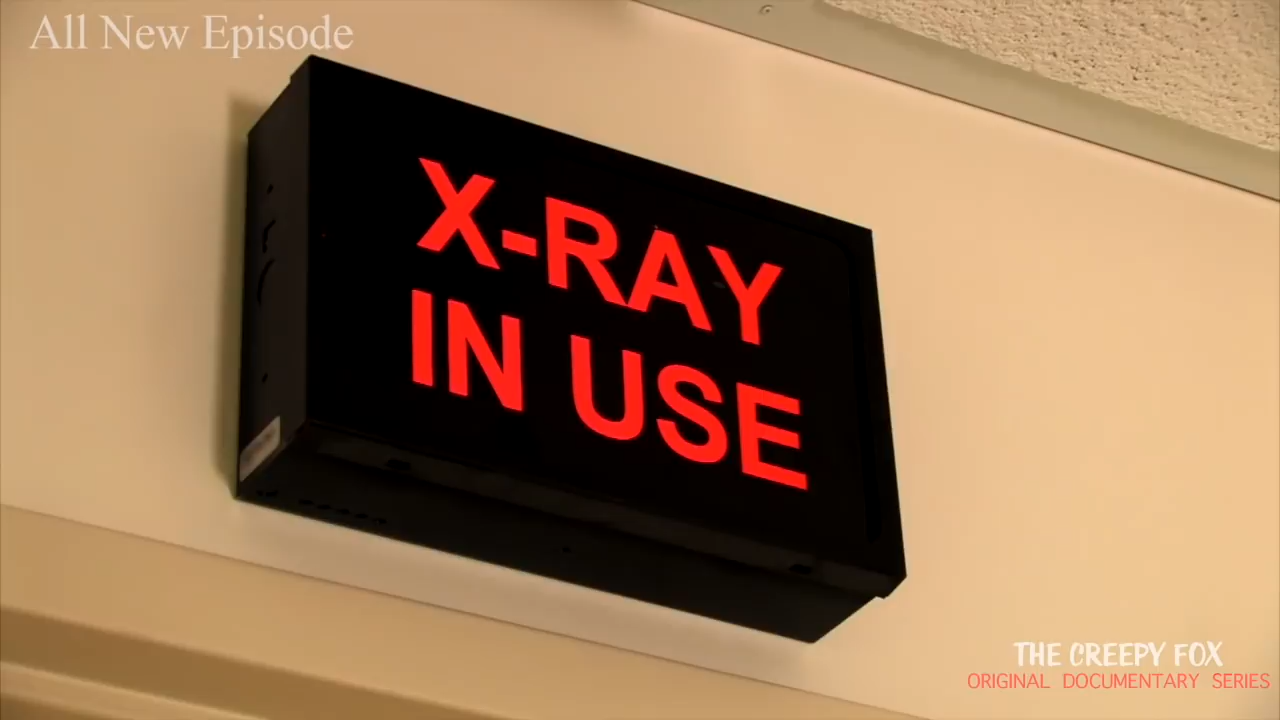 All New Episode
X-RAY
IN USE
THE CREEPY FOX
ORIGINAL DOCUMENTARY SERIES